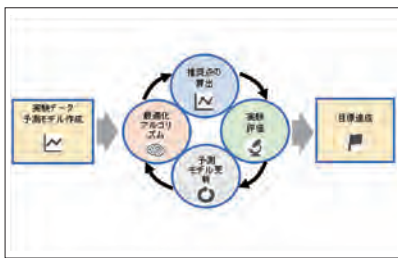 実験データ
予測モデル作成
最適化
アルゴリ
ズム
推奨点の
算出
実験
評価
予測
モデル更
新
目標達成